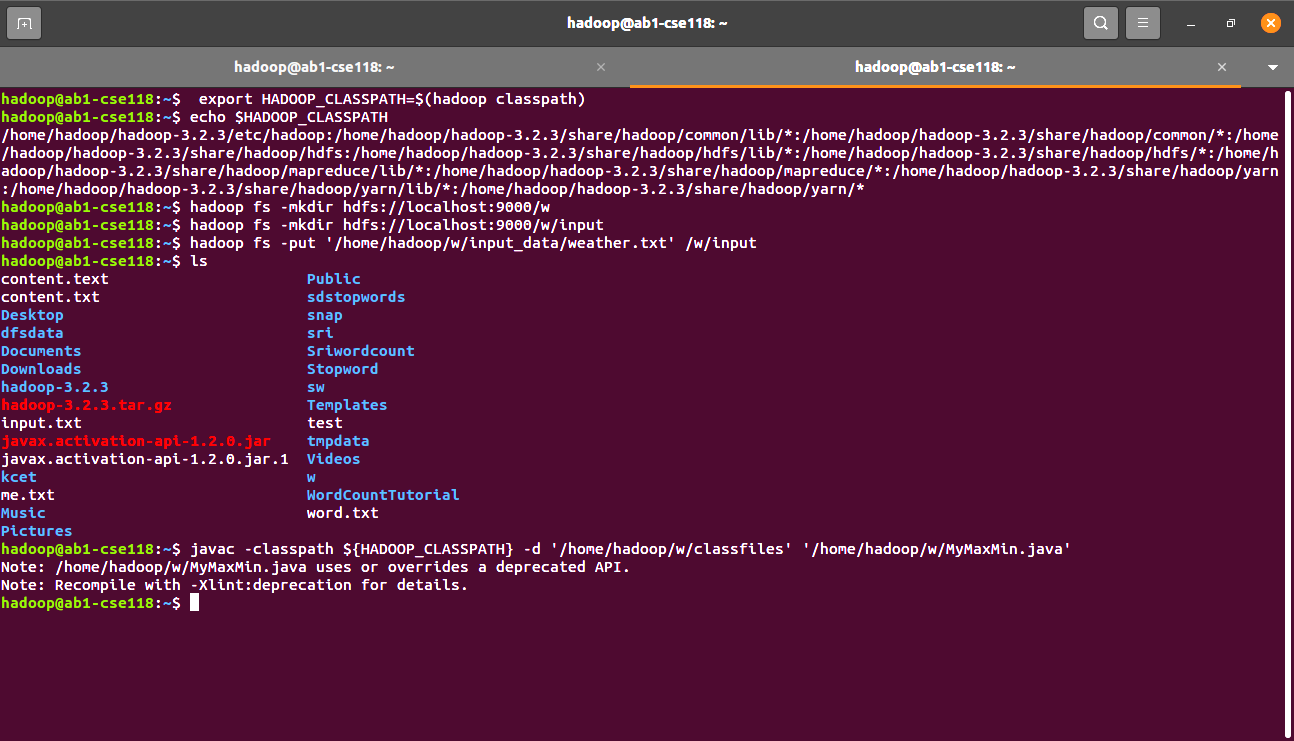 hadoop@ab1-cse118: ~
hadoop@ab1-cse118: ~
hadoop@ab1-cse118: ~
hadoop@ab1-cse118:~$  export HADOOP_CLASSPATH=$(hadoop classpath)
hadoop@ab1-cse118:~$ echo $HADOOP_CLASSPATH
/home/hadoop/hadoop-3.2.3/etc/hadoop:/home/hadoop/hadoop-3.2.3/share/hadoop/common/lib/*:/home/hadoop/hadoop-3.2.3/share/hadoop/common/*:/home
/hadoop/hadoop-3.2.3/share/hadoop/hdfs:/home/hadoop/hadoop-3.2.3/share/hadoop/hdfs/lib/*:/home/hadoop/hadoop-3.2.3/share/hadoop/hdfs/*:/home/h
adoop/hadoop-3.2.3/share/hadoop/mapreduce/lib/*:/home/hadoop/hadoop-3.2.3/share/hadoop/mapreduce/*:/home/hadoop/hadoop-3.2.3/share/hadoop/yarn
:/home/hadoop/hadoop-3.2.3/share/hadoop/yarn/lib/*:/home/hadoop/hadoop-3.2.3/share/hadoop/yarn/*
hadoop@ab1-cse118:~$ hadoop fs -mkdir hdfs://localhost:9000/w
hadoop@ab1-cse118:~$ hadoop fs -mkdir hdfs://localhost:9000/w/input
hadoop@ab1-cse118:~$ hadoop fs -put '/home/hadoop/w/input_data/weather.txt' /w/input
hadoop@ab1-cse118:~$ ls
content.text                      Public
content.txt                       sdstopwords
Desktop                           snap
dfsdata                           sri
Documents                         Sriwordcount
Downloads                         Stopword
hadoop-3.2.3                      sw
hadoop-3.2.3.tar.gz               Templates
input.txt                         test
javax.activation-api-1.2.0.jar    tmpdata
javax.activation-api-1.2.0.jar.1  Videos
kcet                              w
me.txt                            WordCountTutorial
Music                             word.txt
Pictures
hadoop@ab1-cse118:~$ javac -classpath ${HADOOP_CLASSPATH} -d '/home/hadoop/w/classfiles' '/home/hadoop/w/MyMaxMin.java'
Note: /home/hadoop/w/MyMaxMin.java uses or overrides a deprecated API.
Note: Recompile with -Xlint:deprecation for details.
hadoop@ab1-cse118:~$